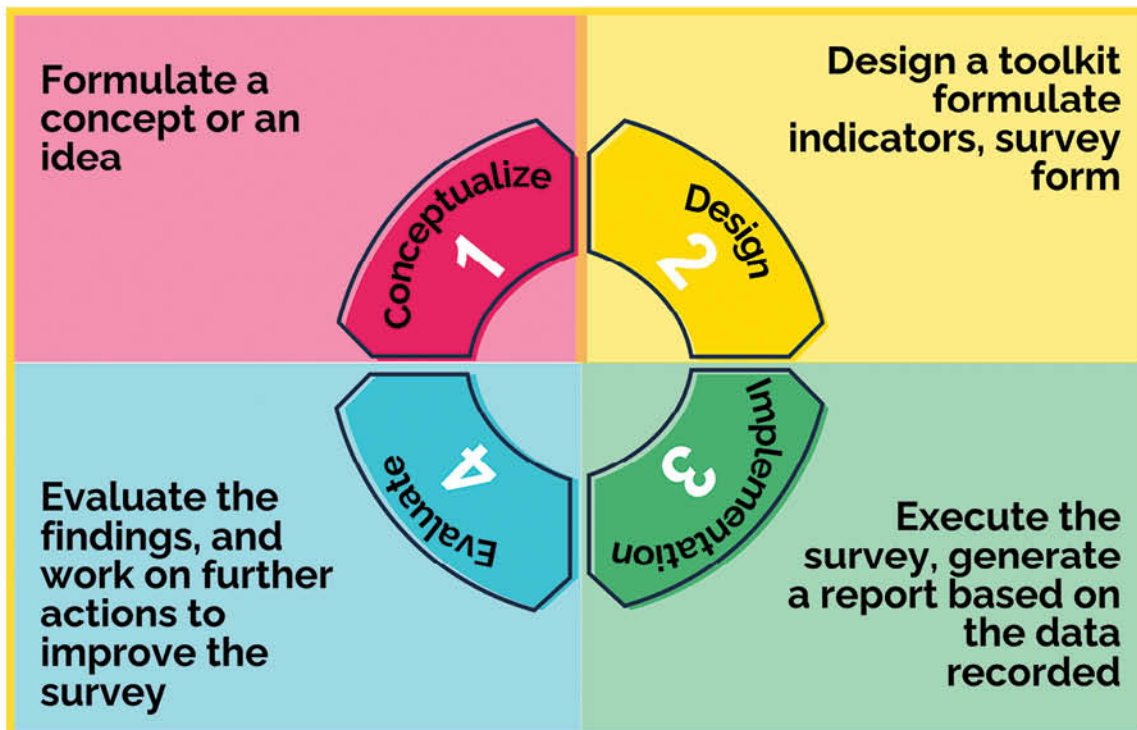 Formulate a
concept or an
idea
Conceptualize
1
Design a toolkit
formulate
indicators, survey
form
Design
2
Implementation
3
Execute the
survey, generate
a report based on
the data
recorded
Evaluate
4
Evaluate the
findings, and
work on further
actions to
improve the
survey